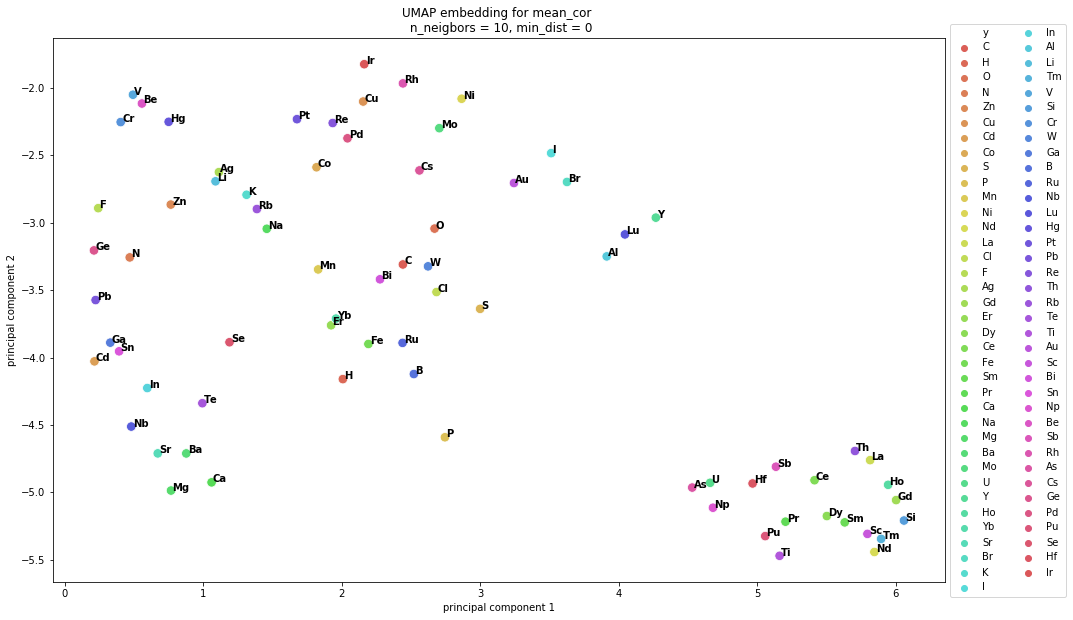 UMAP embedding for mean_cor
n_neigbors = 10, min_dist = 0
principal component 2
−2.0
−2.5
−3.0
−3.5
−4.0
−4.5
−5.0
−5.5
0
1
2
3
4
5
6
principal component 1
Ir
Rh
V
Be
Cu
Ni
Cr
Hg
Pt
Re
Mo
Pd
I
Ag
Co
Cs
Li
Au
Br
K
Zn
F
Rb
Y
Na
O
Lu
Ge
N
Al
Mn
C
W
Bi
Pb
Cl
S
Yb
Er
Ga
Sn
Se
Fe
Ru
Cd
H
B
In
Te
Nb
P
Sr
Ba
Th
La
Sb
Ca
Mg
As
U
Hf
Ce
Ho
Gd
Np
Pr
Dy
Sm
Si
Pu
Sc
Tm
Ti
Nd
y
C
H
O
N
Zn
Cu
Cd
Co
S
P
Mn
Ni
Nd
La
Cl
F
Ag
Gd
Er
Dy
Ce
Fe
Sm
Pr
Ca
Na
Mg
Ba
Mo
U
Y
Ho
Yb
Sr
Br
K
I
In
Al
Li
Tm
V
Si
Cr
W
Ga
B
Ru
Nb
Lu
Hg
Pt
Pb
Re
Th
Rb
Te
Ti
Au
Sc
Bi
Sn
Np
Be
Sb
Rh
As
Cs
Ge
Pd
Pu
Se
Hf
Ir